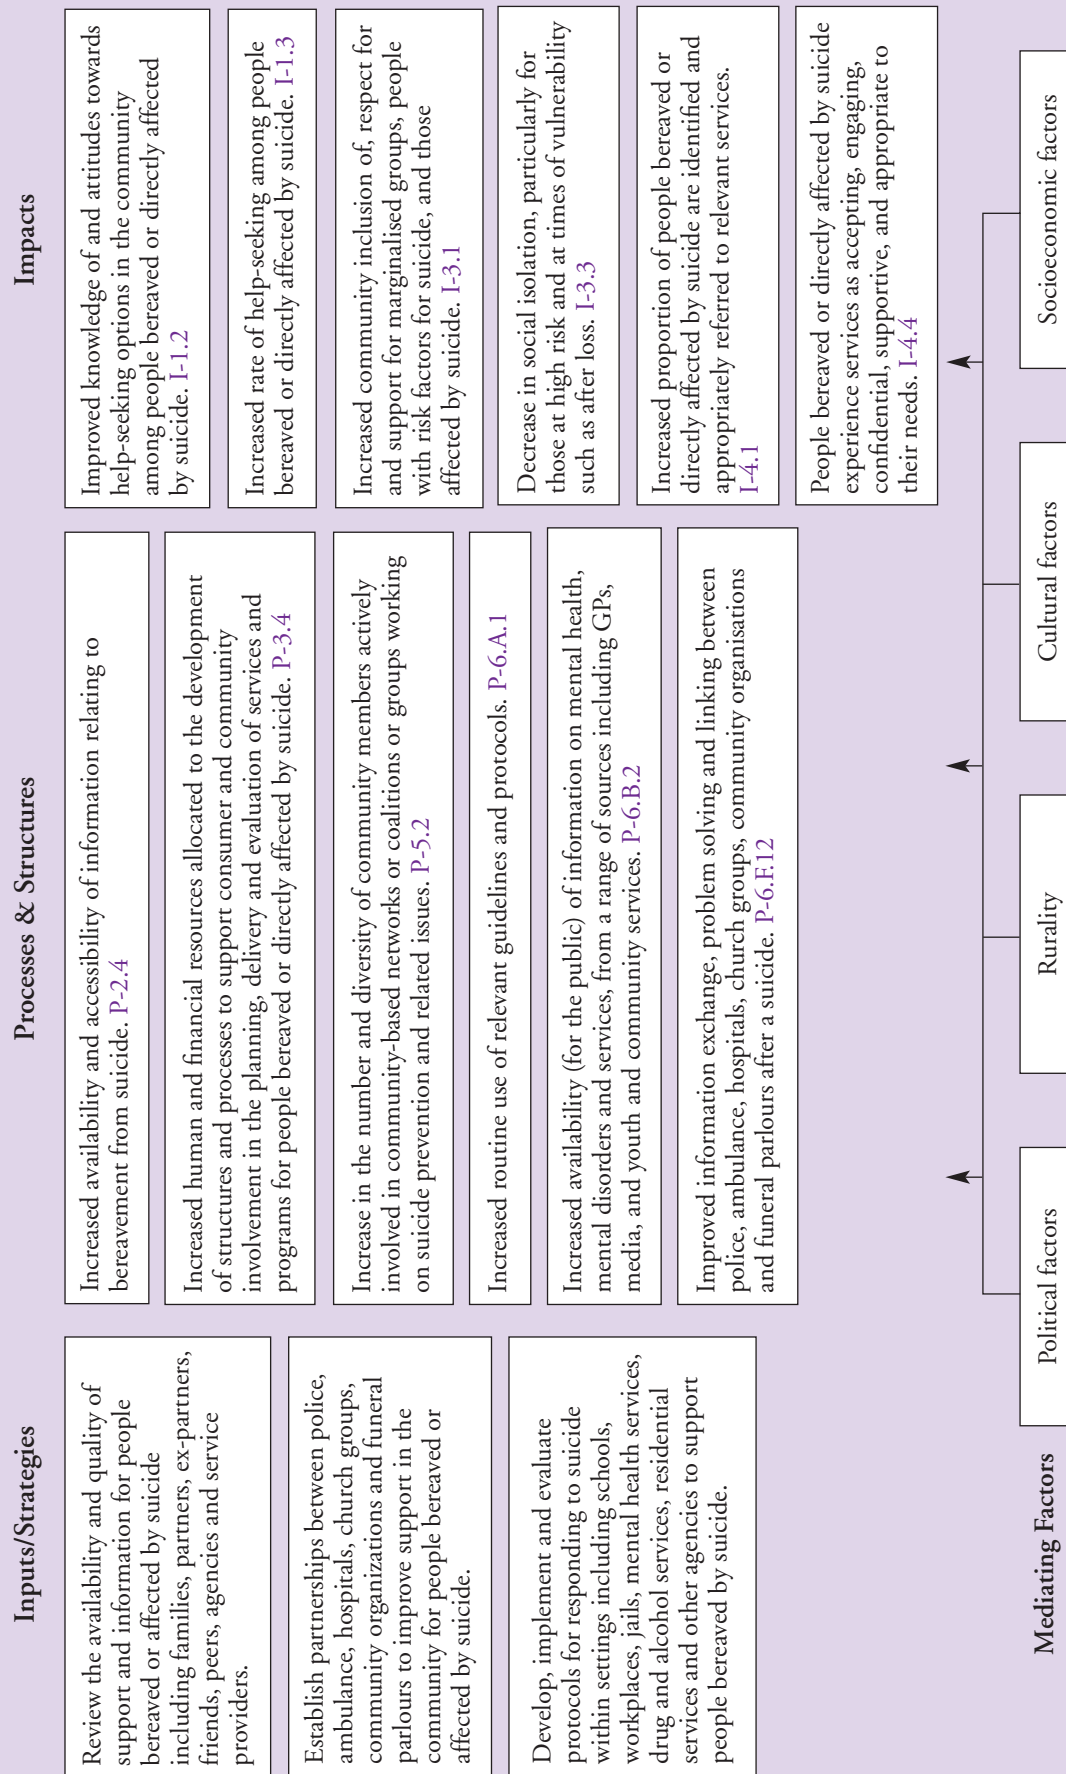 Inputs/Strategies
Review the availability and quality of
support and information for people
bereaved or affected by suicide
including families, partners, ex-partners,
friends, peers, agencies and service
providers.
Establish partnerships between police,
ambulance, hospitals, church groups,
community organizations and funeral
parlours to improve support in the
community for people bereaved or
affected by suicide.
Develop, implement and evaluate
protocols for responding to suicide
within settings including schools,
workplaces, jails, mental health services,
drug and alcohol services, residential
services and other agencies to support
people bereaved by suicide.
Processes & Structures
Increased availability and accessibility of information relating to
bereavement from suicide. P-2.4
Increased human and financial resources allocated to the development
of structures and processes to support consumer and community
involvement in the planning, delivery and evaluation of services and
programs for people bereaved or directly affected by suicide. P-3.4
Increase in the number and diversity of community members actively
involved in community-based networks or coalitions or groups working
on suicide prevention and related issues. P-5.2
Increased routine use of relevant guidelines and protocols. P-6.A.1
Increased availability (for the public) of information on mental health,
mental disorders and services, from a range of sources including GPs,
media, and youth and community services. P-6.B.2
Improved information exchange, problem solving and linking between
police, ambulance, hospitals, church groups, community organisations
and funeral parlours after a suicide. P-6.F.12
Impacts
Improved knowledge of and attitudes towards
help-seeking options in the community
among people bereaved or directly affected
by suicide. I-1.2
Increased rate of help-seeking among people
bereaved or directly affected by suicide. I-1.3
Increased community inclusion of, respect for
and support for marginalised groups, people
with risk factors for suicide, and those
affected by suicide. I-3.1
Decrease in social isolation, particularly for
those at high risk and at times of vulnerability
such as after loss. I-3.3
Increased proportion of people bereaved or
directly affected by suicide are identified and
appropriately referred to relevant services.
I-4.1
People bereaved or directly affected by suicide
experience services as accepting, engaging,
confidential, supportive, and appropriate to
their needs. I-4.4
Mediating Factors
Political factors
Rurality
Cultural factors
Socioeconomic factors